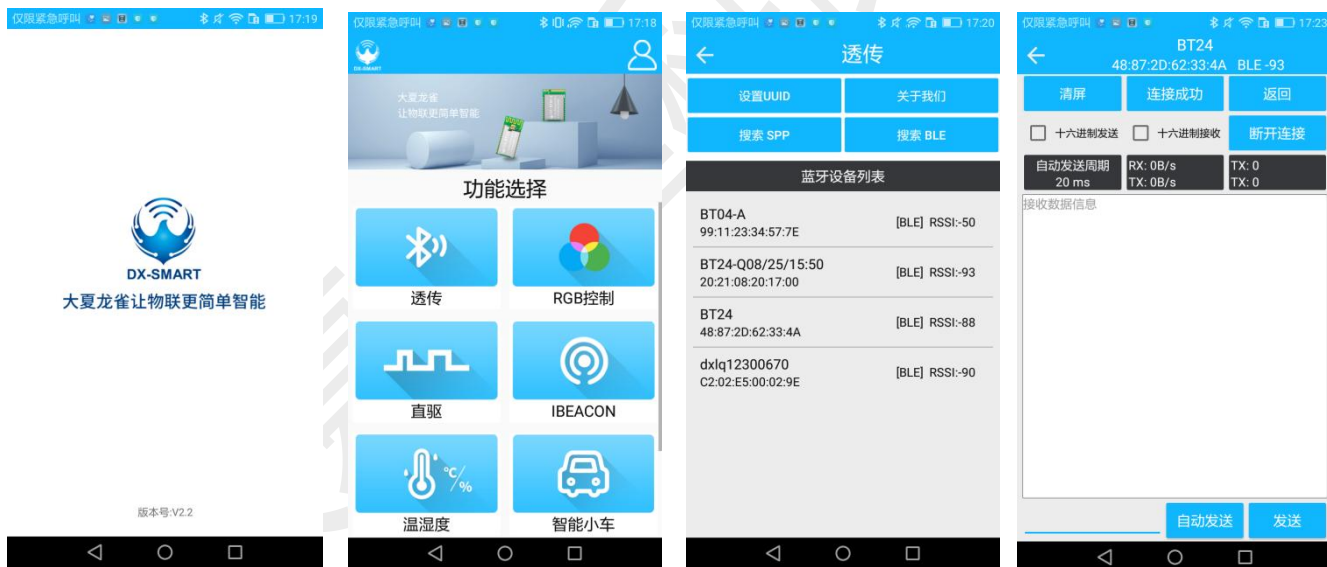 仅限紧急呼叫 17:19
DX-SMART
大夏龙雀让物联更简单智能
版本号:V2.2
仅限紧急呼叫 17:18
DX-SMART
大夏龙雀
让物联更简单智能
功能选择
透传 RGB控制
直驱 IBEACON
℃/%
温湿度 智能小车
仅限紧急呼叫 17:20
透传
设置UUID 关于我们
搜索 SPP 搜索 BLE
蓝牙设备列表
BT04-A
99:11:23:34:57:7E [BLE] RSSI:-50
BT24-Q08/25/15:50
20:21:08:20:17:00 [BLE] RSSI:-93
BT24
48:87:2D:62:33:4A [BLE] RSSI:-88
dxlq12300670
C2:02:E5:00:02:9E [BLE] RSSI:-90
仅限紧急呼叫 17:23
BT24
48:87:2D:62:33:4A BLE -93
清屏 连接成功 返回
十六进制发送 十六进制接收 断开连接
自动发送周期 RX: 0B/s TX: 0
20 ms TX: 0B/s TX: 0
接收数据信息
自动发送 发送